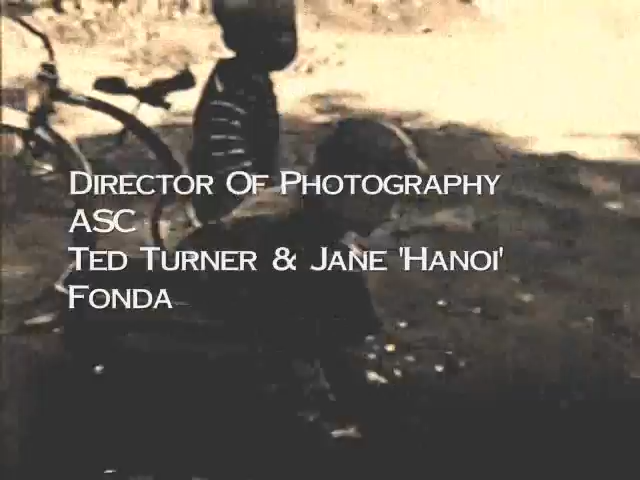 Director Of Photography
ASC
Ted Turner & Jane 'Hanoi'
Fonda